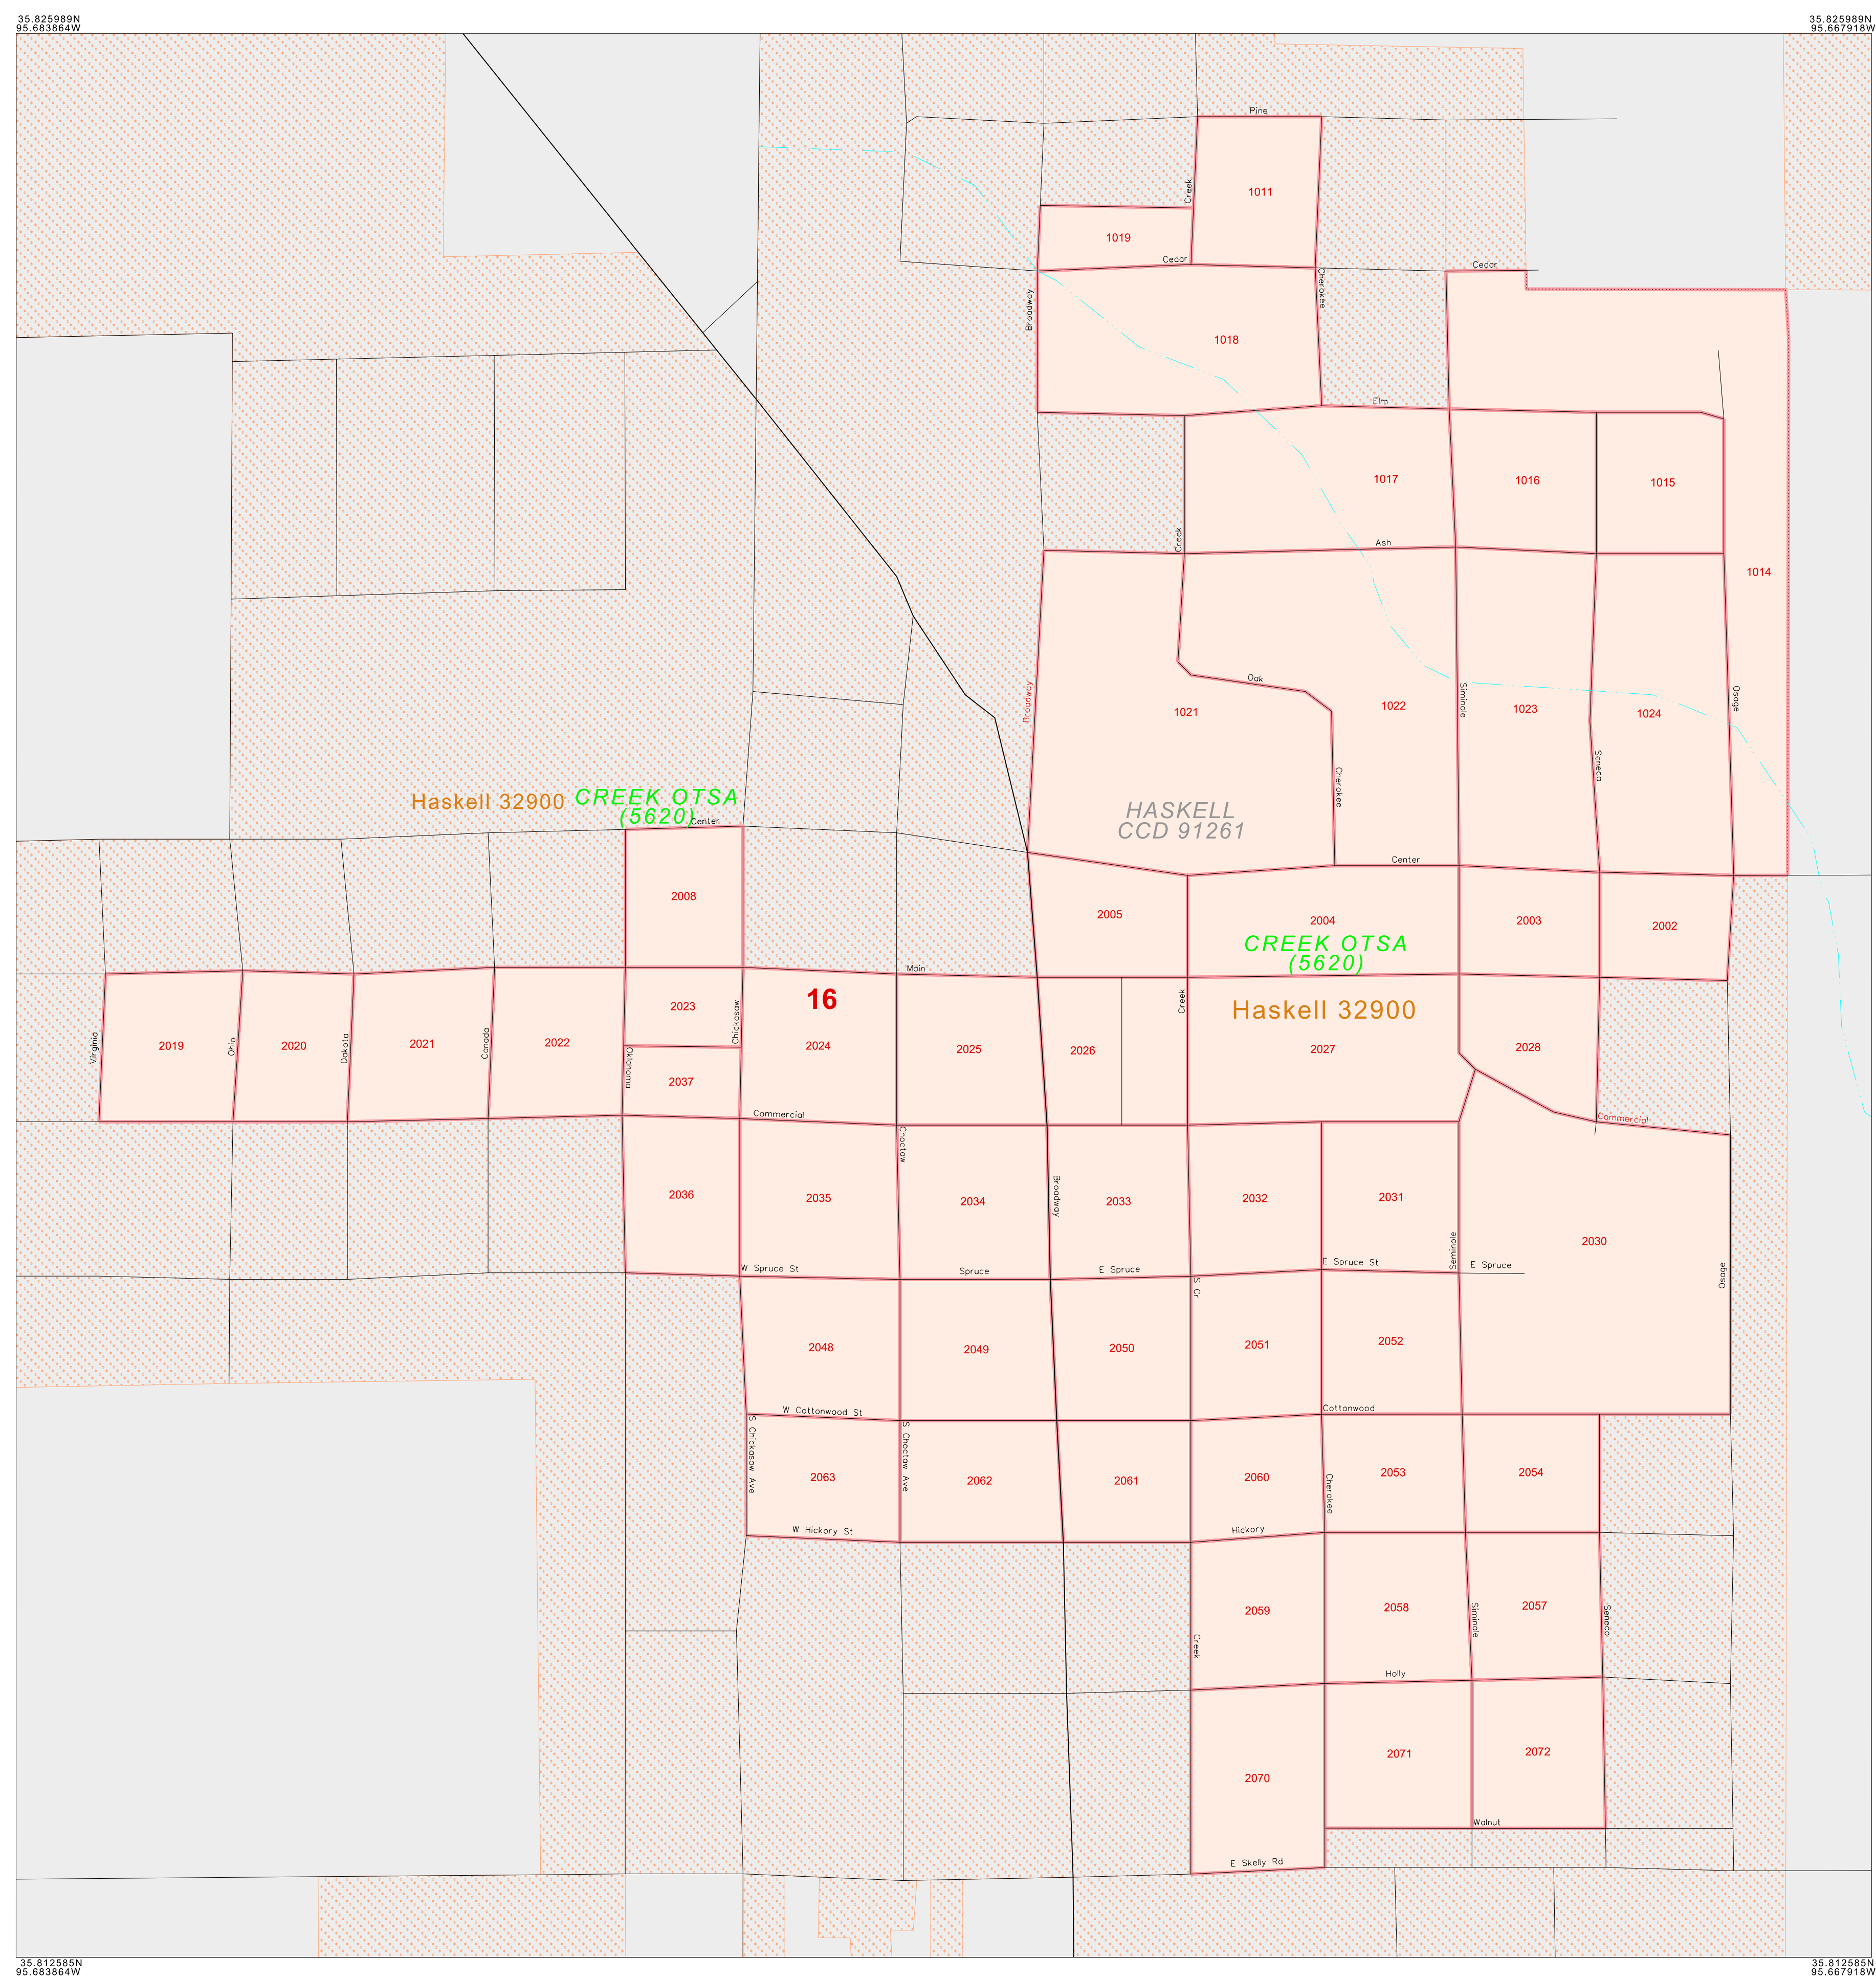 35.825989N
95.683864W
35.825989N
95.667918W
Pine
Creek
1011
1019
Cedar
Cedar
Cherokee
Broadway
1018
Elm
1017
1016
1015
Creek
Ash
1014
Oak
Broadway
1021
1022
Siminole
1023
1024
Osage
Seneca
Cherokee
Haskell 32900
CREEK OTSA
(5620)
HASKELL
CCD 91261
Center
Center
2008
2005
2004
2003
2002
CREEK OTSA
(5620)
Main
16
Haskell 32900
2023
Chickasaw
Creek
Virginia
2019
Ohio
2020
Dakota
2021
Canada
2022
Oklahoma
2037
2024
2025
2026
2027
2028
Commercial
Commercial
Choctaw
Broadway
2036
2035
2034
2033
2032
2031
Seminole
2030
Osage
W Spruce St
Spruce
E Spruce
E Spruce St
E Spruce
S Cr
2048
2049
2050
2051
2052
W Cottonwood St
Cottonwood
S Chickasaw Ave
S Choctaw Ave
2063
2062
2061
2060
Cherokee
2053
2054
W Hickory St
Hickory
Creek
2059
2058
Siminole
2057
Seneca
Holly
2070
2071
2072
Walnut
E Skelly Rd
35.812585N
95.683864W
35.812585N
95.667918W